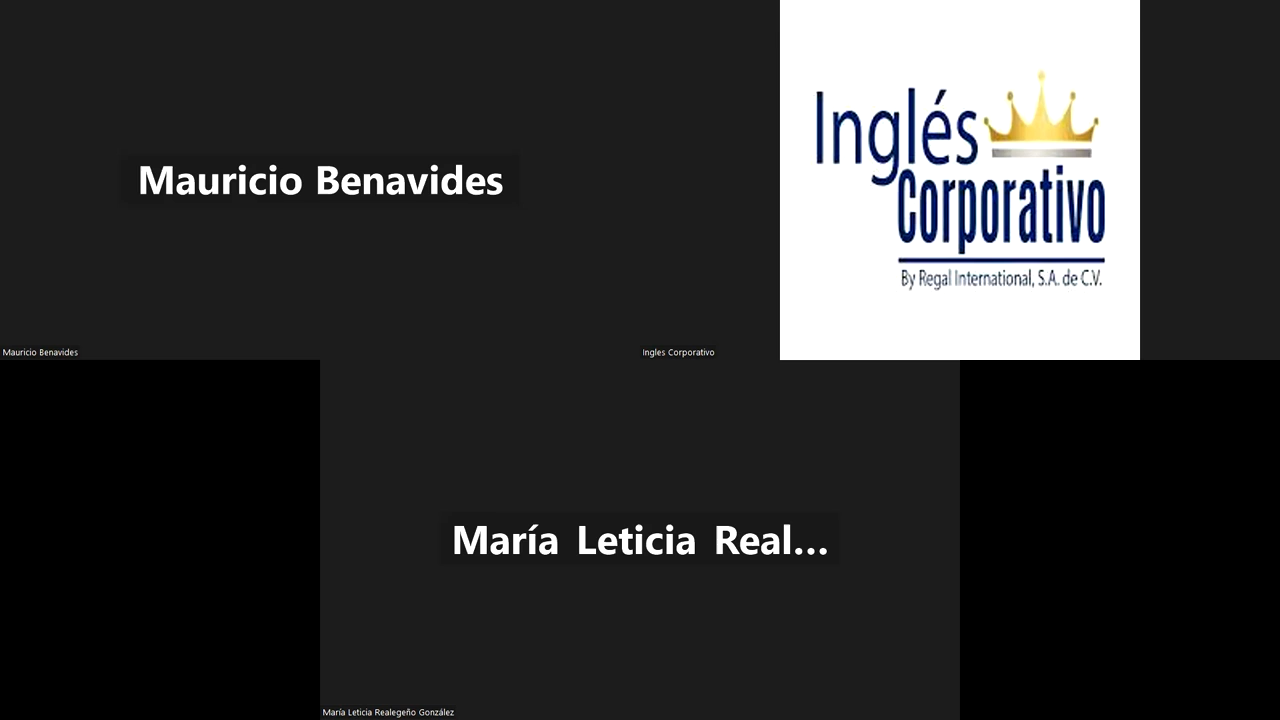 Mauricio Benavides
Mauricio Benavides
Inglés
Corporativo
By Regal International, S.A. de C.V.
Ingles Corporativo
María Leticia Real...
María Leticia Realegeño González